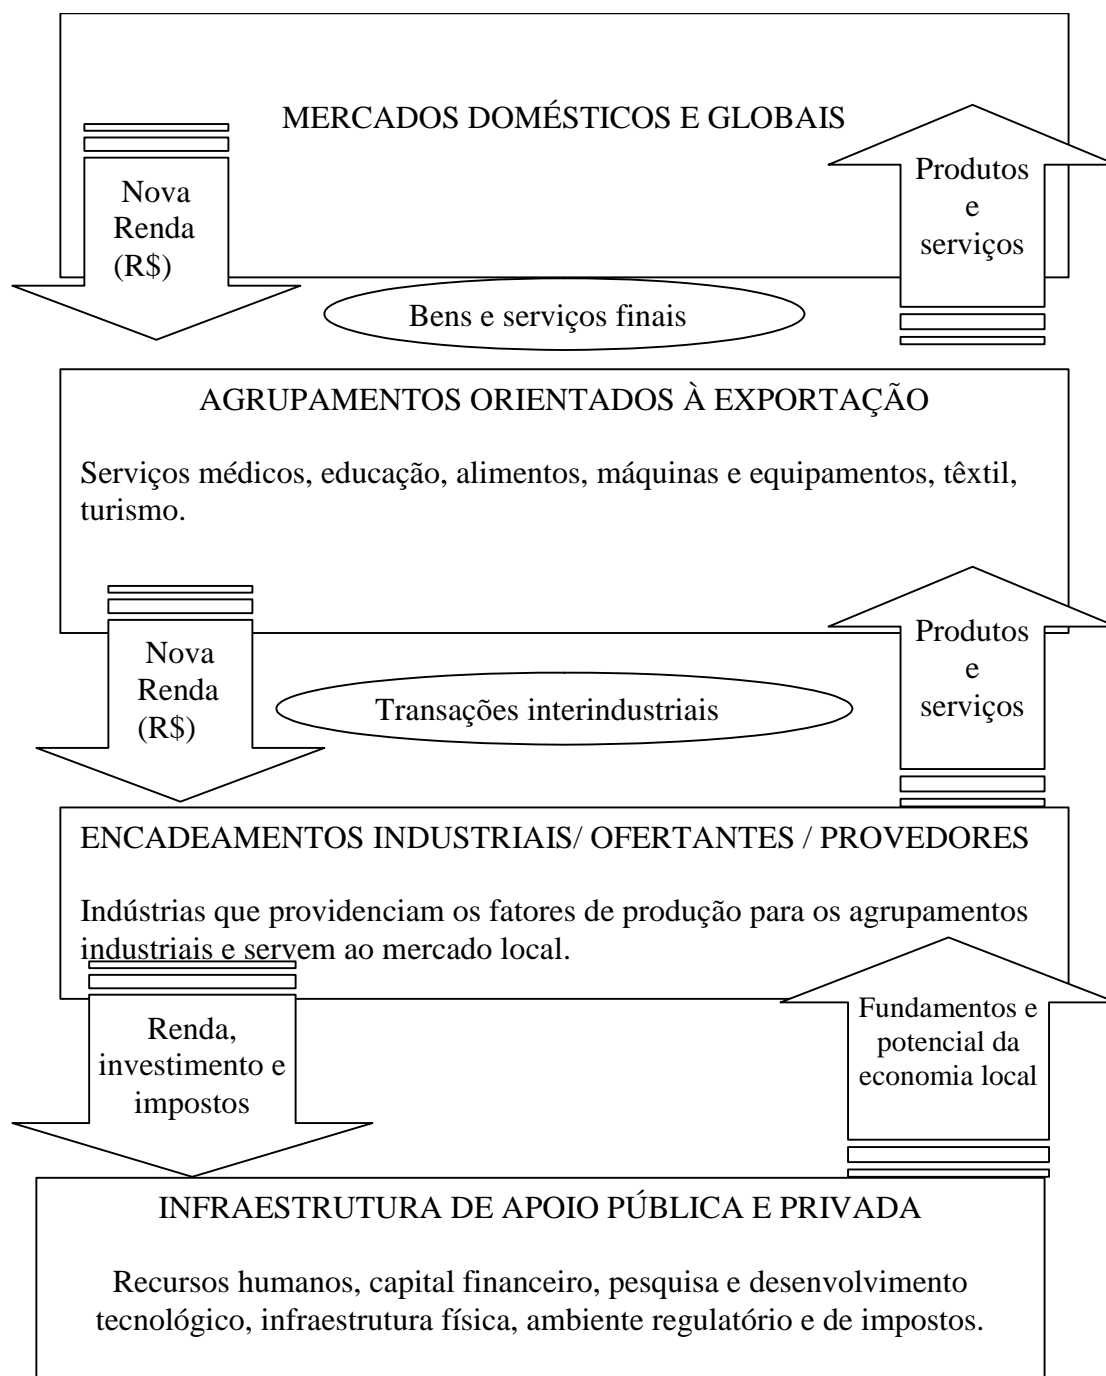 MERCADOS DOMÉSTICOS E GLOBAIS
Nova
Renda
(R$)
Produtos
e
serviços
Bens e serviços finais
AGRUPAMENTOS ORIENTADOS À EXPORTAÇÃO
Serviços médicos, educação, alimentos, máquinas e equipamentos, têxtil,
turismo.
Nova
Renda
(R$)
Produtos
e
serviços
Transações interindustriais
ENCADEAMENTOS INDUSTRIAIS/ OFERTANTES / PROVEDORES
Indústrias que providenciam os fatores de produção para os agrupamentos
industriais e servem ao mercado local.
Renda,
investimento e
impostos
Fundamentos e
potencial da
economia local
INFRAESTRUTURA DE APOIO PÚBLICA E PRIVADA
Recursos humanos, capital financeiro, pesquisa e desenvolvimento
tecnológico, infraestrutura física, ambiente regulatório e de impostos.